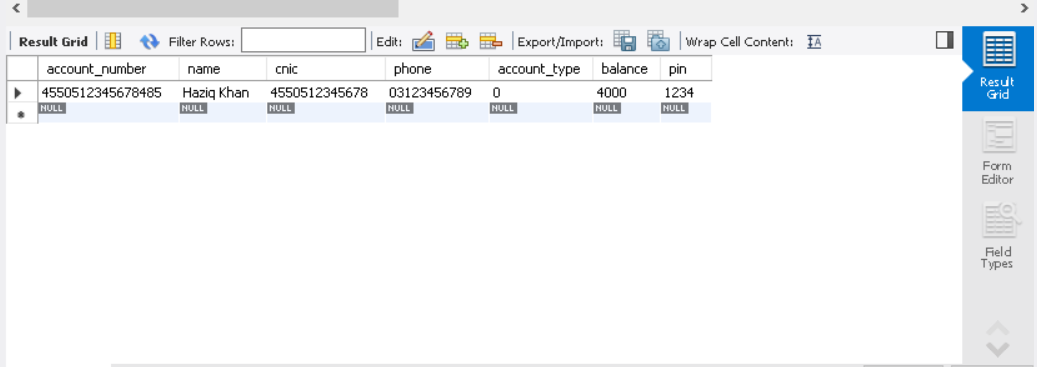 Result Grid Filter Rows: Edit: Export/Import: Wrap Cell Content: IA
account_number name cnic phone account_type balance pin
4550512345678485 Haziq Khan 4550512345678 03123456789 0 4000 1234
NULL NULL NULL NULL NULL NULL NULL
Result
Grid
Form
Editor
Field
Types